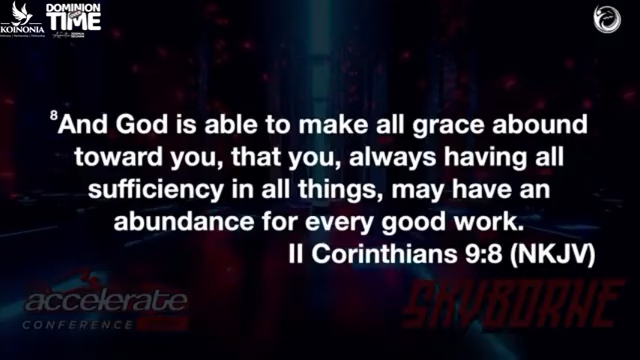 KOINONIA
DOMINION
TIME
8And God is able to make all grace abound
toward you, that you, always having all
sufficiency in all things, may have an
abundance for every good work.
II Corinthians 9:8 (NKJV)
accelerate
CONFERENCE
SKYBORNE